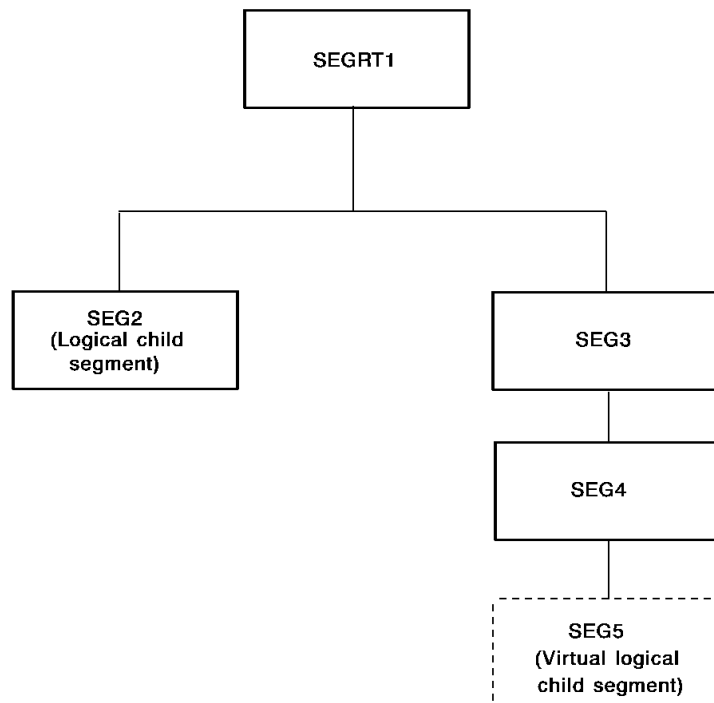 SEGRT1
SEG2
(Logical child
segment)
SEG3
SEG4
SEG5
(Virtual logical
child segment)